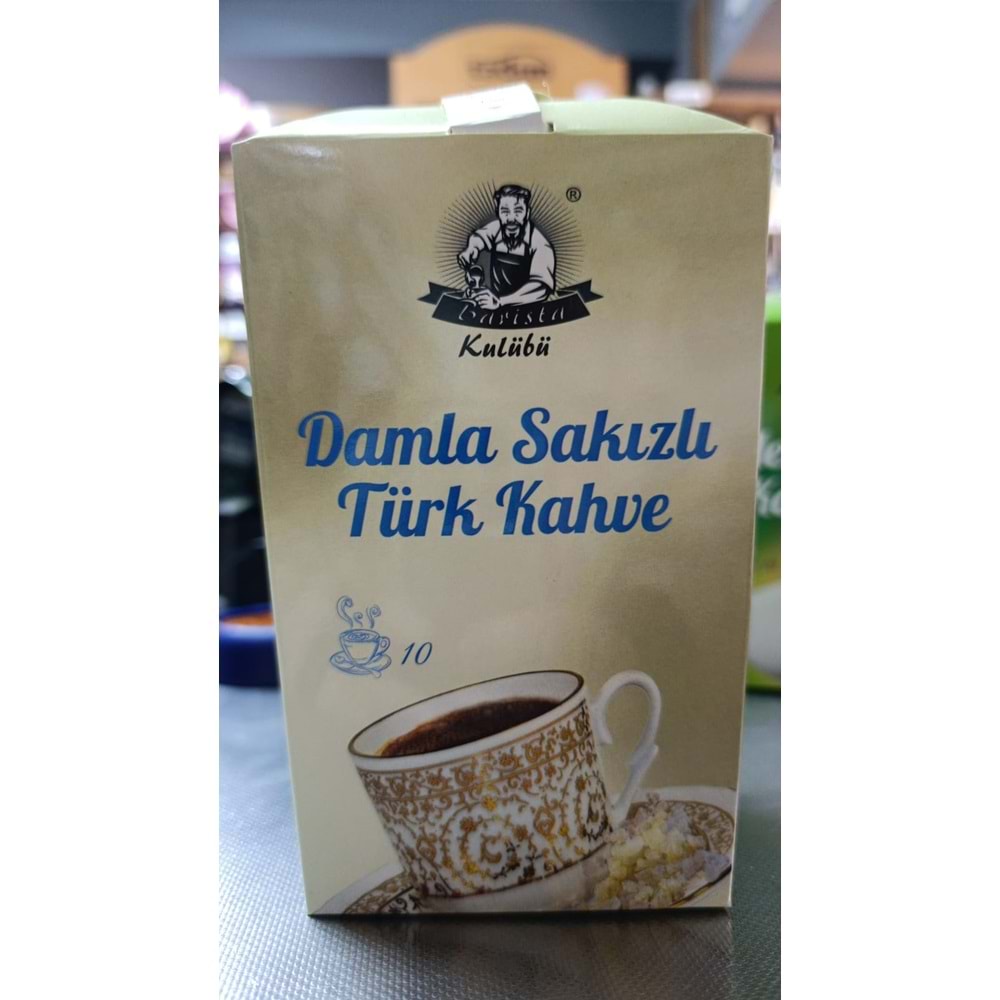 ®
Barista
Kulübü
Damla Sakızlı
Türk Kahve
10